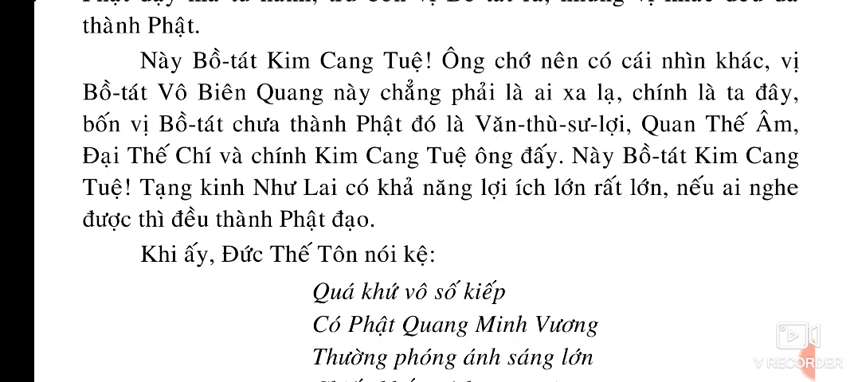 thành Phật.
Này Bồ-tát Kim Cang Tuệ! Ông chớ nên có cái nhìn khác, vị
Bồ-tát Vô Biên Quang này chẳng phải là ai xa lạ, chính là ta đây,
bốn vị Bồ-tát chưa thành Phật đó là Văn-thù-sư-lợi, Quan Thế Âm,
Đại Thế Chí và chính Kim Cang Tuệ ông đấy. Này Bồ-tát Kim Cang
Tuệ! Tạng kinh Như Lai có khả năng lợi ích lớn rất lớn, nếu ai nghe
được thì đều thành Phật đạo.
Khi ấy, Đức Thế Tôn nói kệ:
Quá khứ vô số kiếp
Có Phật Quang Minh Vương
Thường phóng ánh sáng lớn
V RECORDER